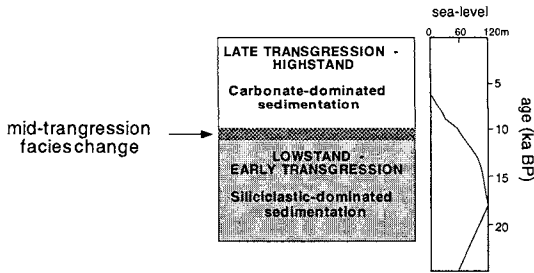 sea-level
0 60 120m
LATE TRANSGRESSION -
HIGHSTAND
Carbonate-dominated
sedimentation
mid-trangression
facies change
LOWSTAND -
EARLY TRANSGRESSION
Siliciclastic-dominated
sedimentation
5
10
15
20
age (ka BP)